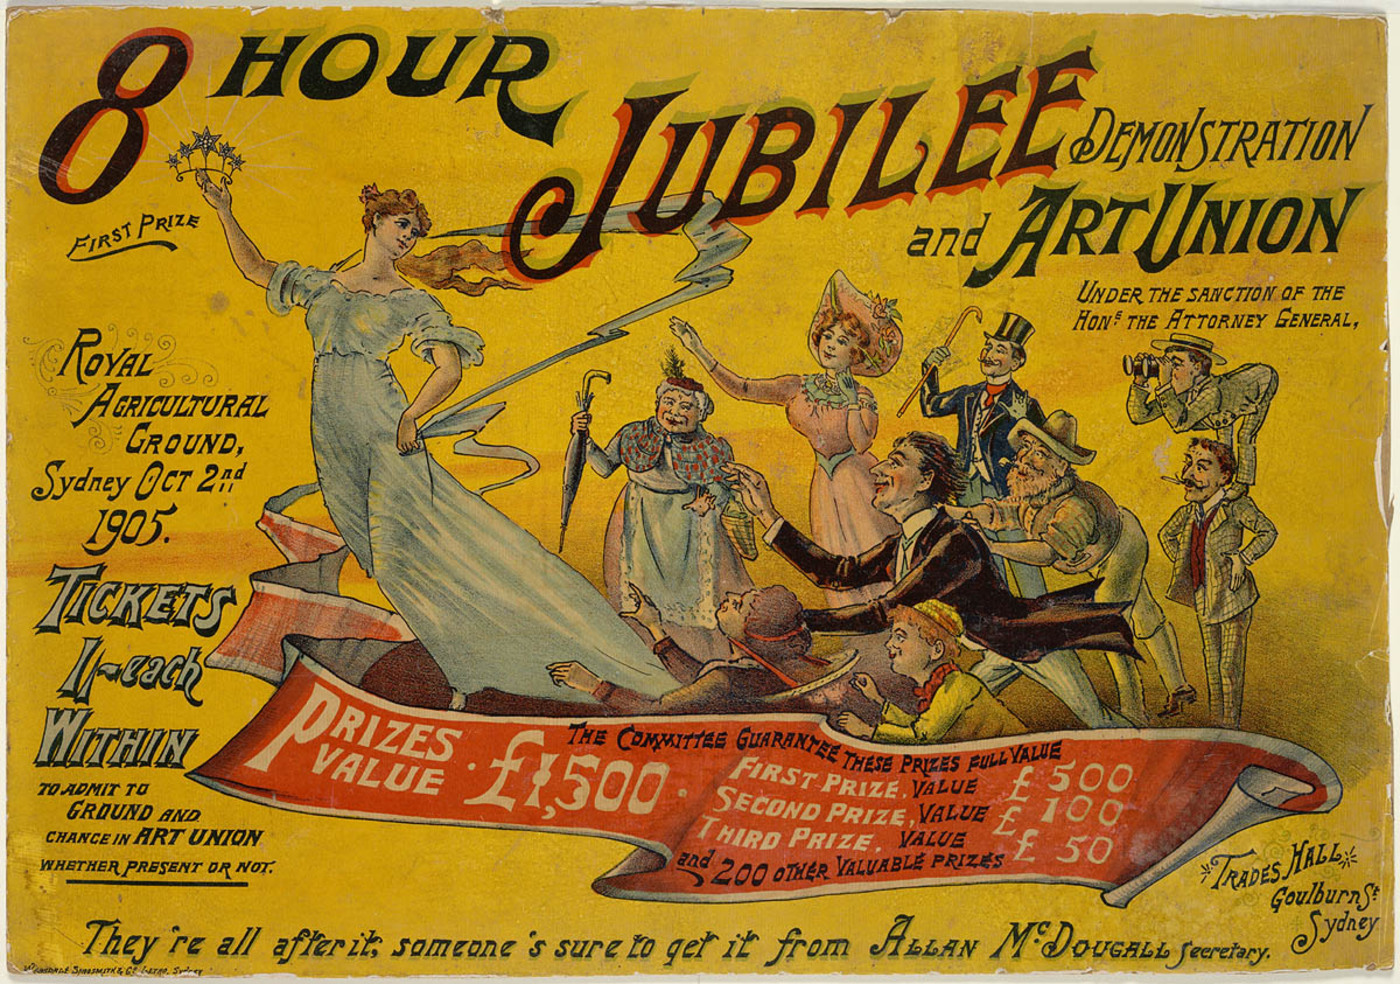 8 HOUR
JUBILEE
DEMONSTRATION
and ART UNION
UNDER THE SANCTION OF THE
HONS THE ATTORNEY GENERAL,
FIRST PRIZE
ROYAL
AGRICULTURAL
GROUND,
Sydney OCT 2nd
1905.
TICKETS
1/- each
WITHIN
TO ADMIT TO
GROUND AND
CHANCE IN ART UNION
WHETHER PRESENT OR NOT.
PRIZES
VALUE · £1,500 ·
THE COMMITTEE GUARANTEE THESE PRIZES FULL VALUE
FIRST PRIZE, VALUE £ 500
SECOND PRIZE, VALUE £ 100
THIRD PRIZE, VALUE £ 50
and 200 OTHER VALUABLE PRIZES
TRADES HALL
Goulburn St
Sydney
They're all after it; someone's sure to get it from ALLAN McDOUGALL Secretary.
SHOOSMITH & Co LITHO, Sydney